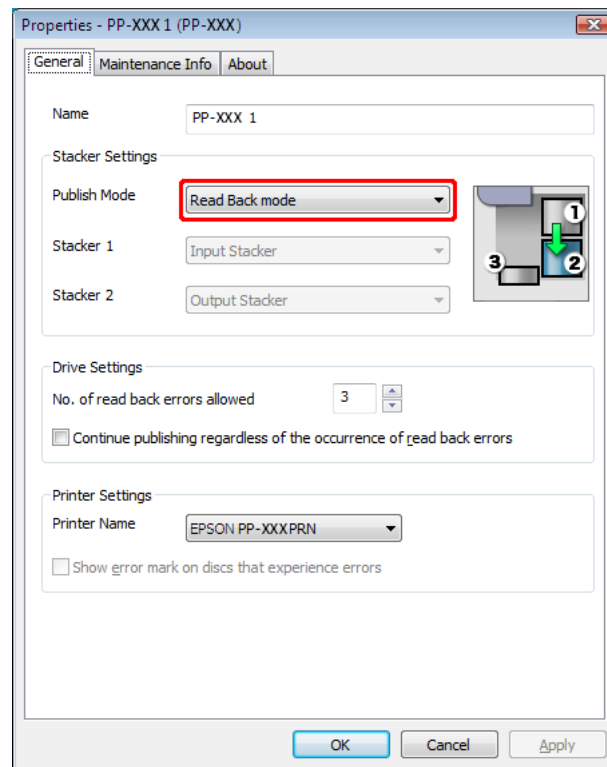 Properties - PP-XXX 1 (PP-XXX)
General Maintenance Info About
Name PP-XXX 1
Stacker Settings
Publish Mode Read Back mode
Stacker 1 Input Stacker
Stacker 2 Output Stacker
1
3 2
Drive Settings
No. of read back errors allowed 3
Continue publishing regardless of the occurrence of read back errors
Printer Settings
Printer Name EPSON PP-XXXPRN
Show error mark on discs that experience errors
OK Cancel Apply